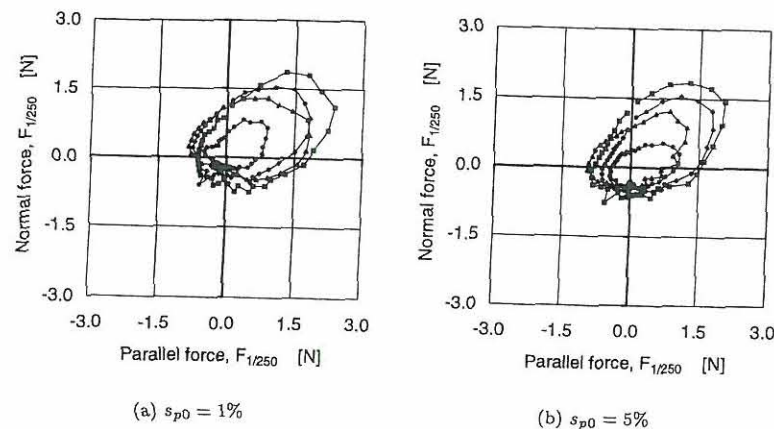 3.0
1.5
0.0
-1.5
-3.0
Normal force, F1/250 [N]
-3.0 -1.5 0.0 1.5 3.0
Parallel force, F1/250 [N]
(a) sp0 = 1%
3.0
1.5
0.0
-1.5
-3.0
Normal force, F1/250 [N]
-3.0 -1.5 0.0 1.5 3.0
Parallel force, F1/250 [N]
(b) sp0 = 5%